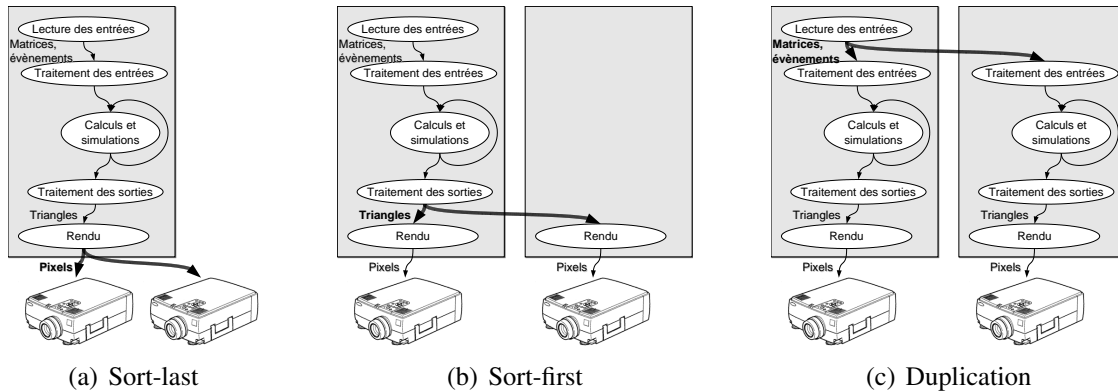 Lecture des entrées
Matrices,
évènements
Traitement des entrées
Calculs et
simulations
Traitement des sorties
Triangles
Rendu
Pixels
(a) Sort-last
Lecture des entrées
Matrices,
évènements
Traitement des entrées
Calculs et
simulations
Traitement des sorties
Triangles
Rendu
Rendu
Pixels
Pixels
(b) Sort-first
Lecture des entrées
Matrices,
évènements
Traitement des entrées
Calculs et
simulations
Traitement des sorties
Triangles
Rendu
Pixels
Traitement des entrées
Calculs et
simulations
Traitement des sorties
Triangles
Rendu
Pixels
(c) Duplication